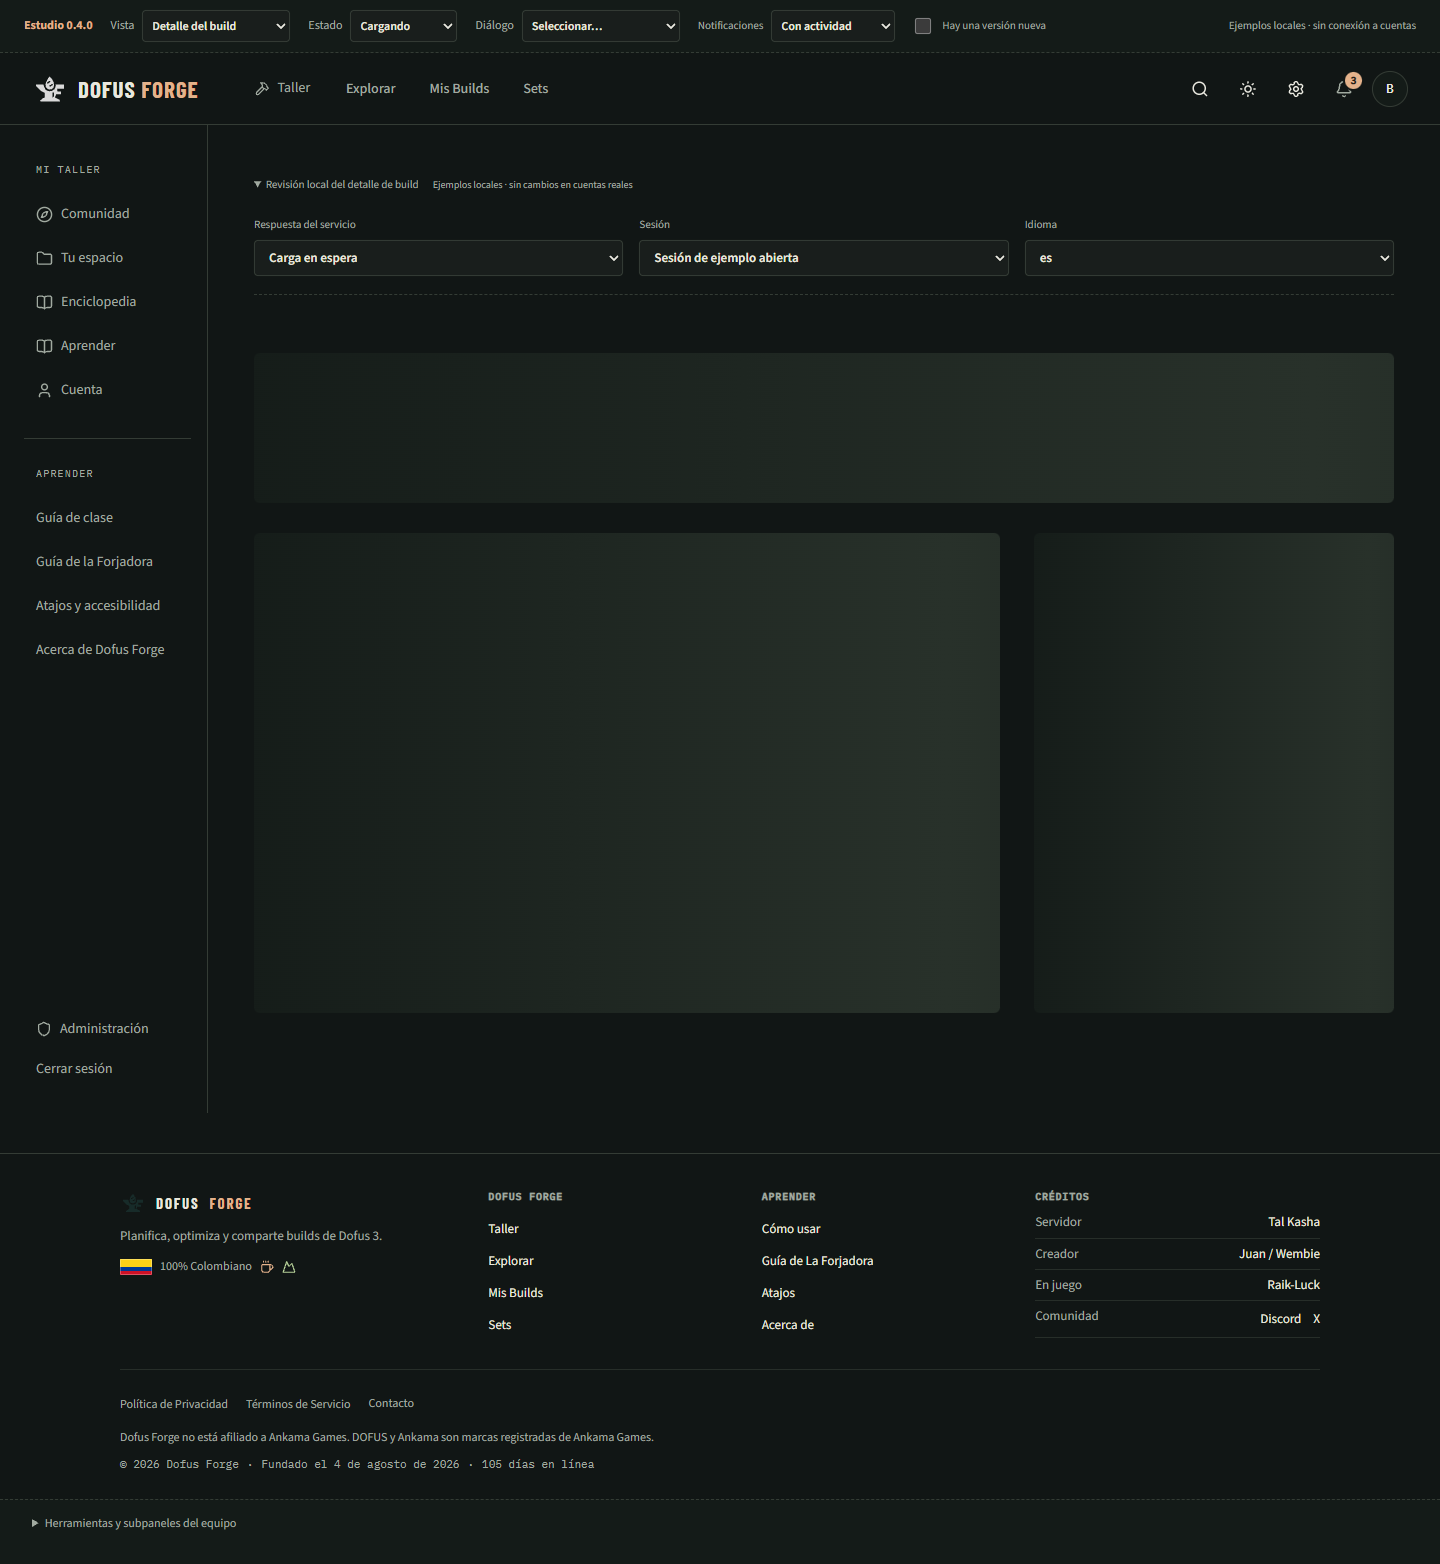 Estudio 0.4.0 Vista Detalle del build Estado Cargando Diálogo Seleccionar... Notificaciones Con actividad Hay una versión nueva Ejemplos locales · sin conexión a cuentas
DOFUS FORGE Taller Explorar Mis Builds Sets 3 B
MI TALLER
Comunidad
Tu espacio
Enciclopedia
Aprender
Cuenta
APRENDER
Guía de clase
Guía de la Forjadora
Atajos y accesibilidad
Acerca de Dofus Forge
Administración
Cerrar sesión
Revisión local del detalle de build Ejemplos locales · sin cambios en cuentas reales
Respuesta del servicio Sesión Idioma
Carga en espera Sesión de ejemplo abierta es
DOFUS FORGE
Planifica, optimiza y comparte builds de Dofus 3.
100% Colombiano
DOFUS FORGE
Taller
Explorar
Mis Builds
Sets
APRENDER
Cómo usar
Guía de La Forjadora
Atajos
Acerca de
CRÉDITOS
Servidor Tal Kasha
Creador Juan / Wembie
En juego Raik-Luck
Comunidad Discord X
Política de Privacidad Términos de Servicio Contacto
Dofus Forge no está afiliado a Ankama Games. DOFUS y Ankama son marcas registradas de Ankama Games.
© 2026 Dofus Forge · Fundado el 4 de agosto de 2026 · 105 días en línea
Herramientas y subpaneles del equipo